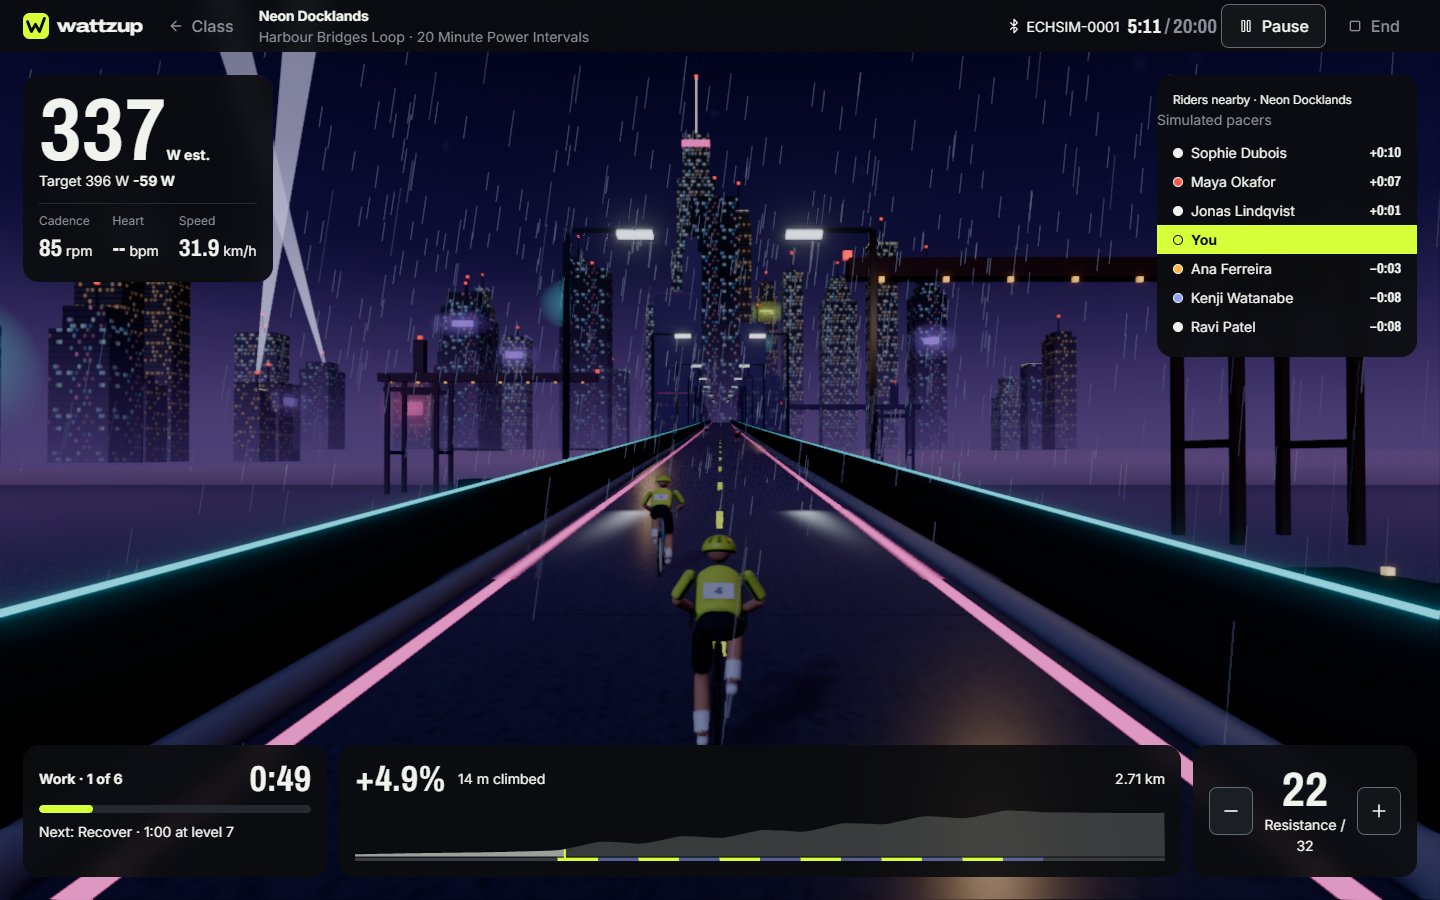 W wattzup
← Class
Neon Docklands
Harbour Bridges Loop · 20 Minute Power Intervals
ECHSIM-0001 5:11 / 20:00
Pause
End
337 W est.
Target 396 W -59 W
Cadence Heart Speed
85 rpm -- bpm 31.9 km/h
Riders nearby · Neon Docklands
Simulated pacers
Sophie Dubois +0:10
Maya Okafor +0:07
Jonas Lindqvist +0:01
You
Ana Ferreira −0:03
Kenji Watanabe −0:08
Ravi Patel −0:08
4
Work · 1 of 6 0:49
Next: Recover · 1:00 at level 7
+4.9% 14 m climbed 2.71 km
− 22 +
Resistance /
32